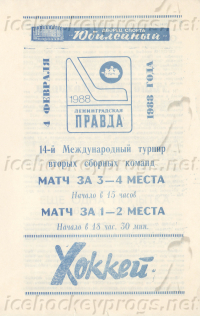 ДВОРЕЦ СПОРТА
Юбилейный
4 ФЕВРАЛЯ
1988 ГОДА
1988
ЛЕНИНГРАДСКАЯ
ПРАВДА
14-й Международный турнир
вторых сборных команд
МАТЧ ЗА 3—4 МЕСТА
Начало в 15 часов
МАТЧ ЗА 1—2 МЕСТА
Начало в 18 час. 30 мин.
Хоккей
icehockeyprogs.net